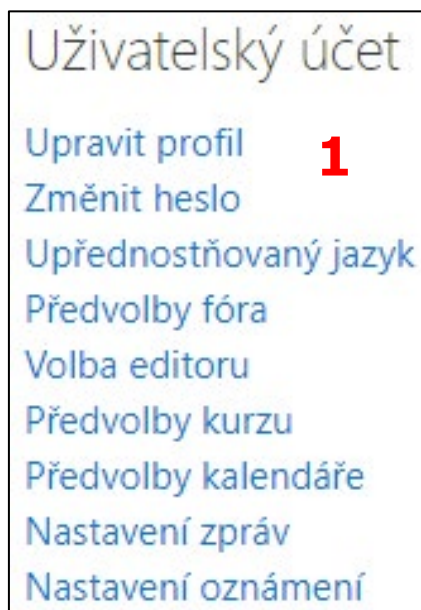 Uživatelský účet
Upravit profil 1
Změnit heslo
Upřednostňovaný jazyk
Předvolby fóra
Volba editoru
Předvolby kurzu
Předvolby kalendáře
Nastavení zpráv
Nastavení oznámení